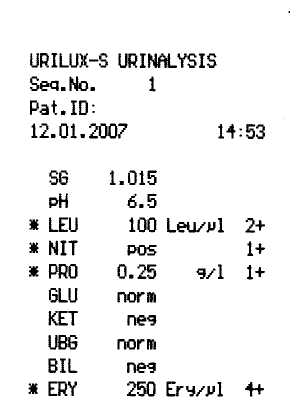 URILUX-S URINALYSIS
Seq.No. 1
Pat.ID:
12.01.2007 14:53
SG 1.015
pH 6.5
* LEU 100 Leu/µl 2+
* NIT pos 1+
* PRO 0.25 g/l 1+
GLU norm
KET neg
UBG norm
BIL neg
* ERY 250 Ery/µl 4+